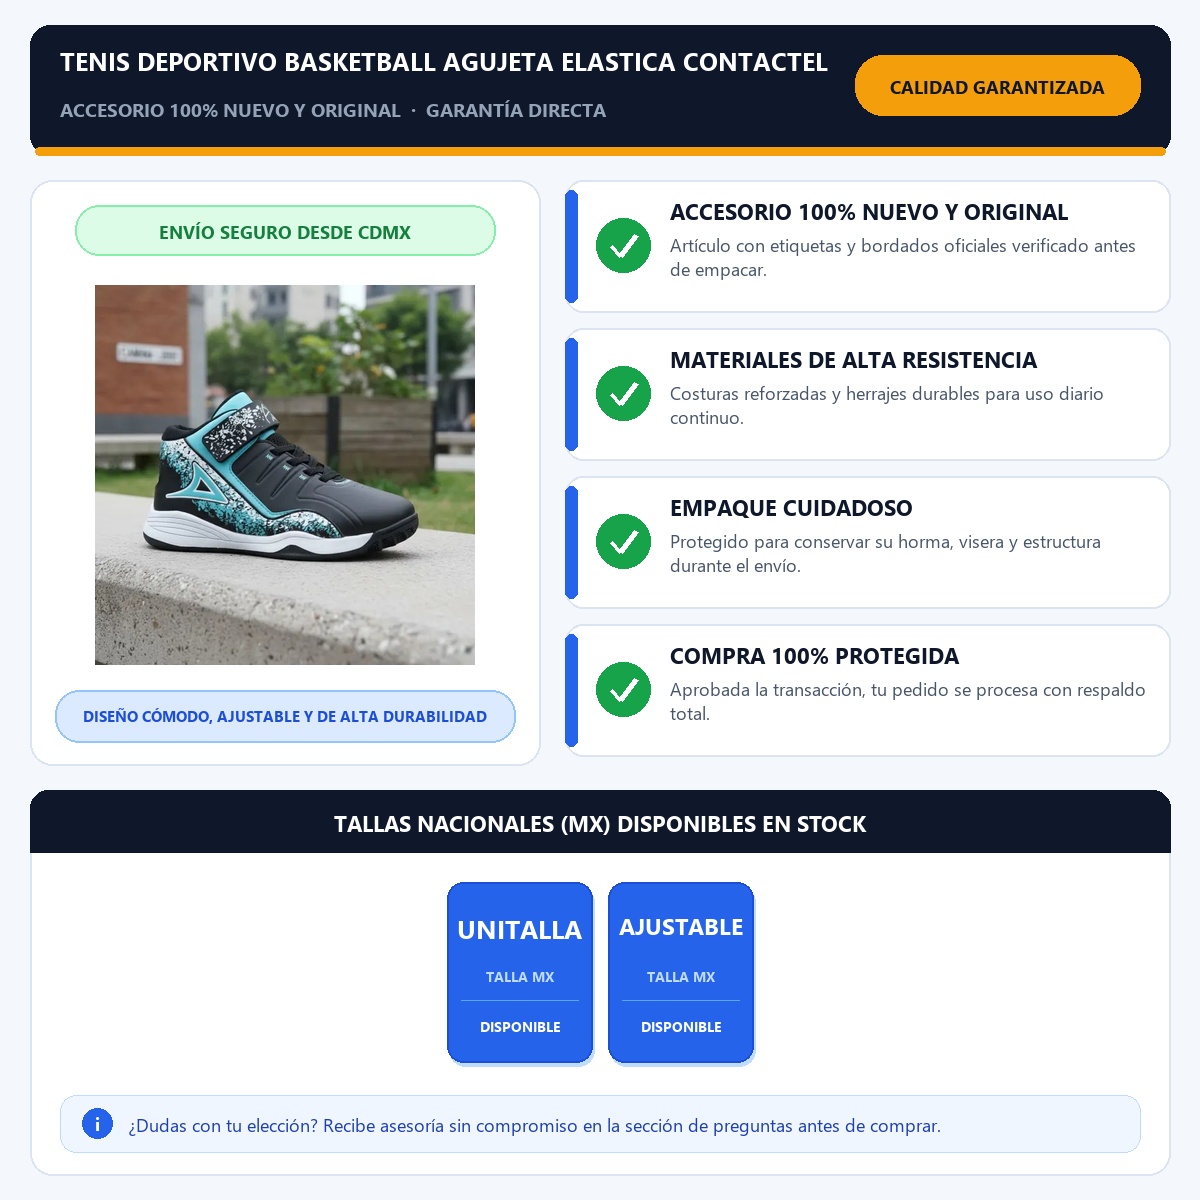 TENIS DEPORTIVO BASKETBALL AGUJETA ELASTICA CONTACTEL
ACCESORIO 100% NUEVO Y ORIGINAL · GARANTÍA DIRECTA
CALIDAD GARANTIZADA
ENVÍO SEGURO DESDE CDMX
DISEÑO CÓMODO, AJUSTABLE Y DE ALTA DURABILIDAD
ACCESORIO 100% NUEVO Y ORIGINAL
Artículo con etiquetas y bordados oficiales verificado antes
de empacar.
MATERIALES DE ALTA RESISTENCIA
Costuras reforzadas y herrajes durables para uso diario
continuo.
EMPAQUE CUIDADOSO
Protegido para conservar su horma, visera y estructura
durante el envío.
COMPRA 100% PROTEGIDA
Aprobada la transacción, tu pedido se procesa con respaldo
total.
TALLAS NACIONALES (MX) DISPONIBLES EN STOCK
UNITALLA
TALLA MX
DISPONIBLE
AJUSTABLE
TALLA MX
DISPONIBLE
¿Dudas con tu elección? Recibe asesoría sin compromiso en la sección de preguntas antes de comprar.